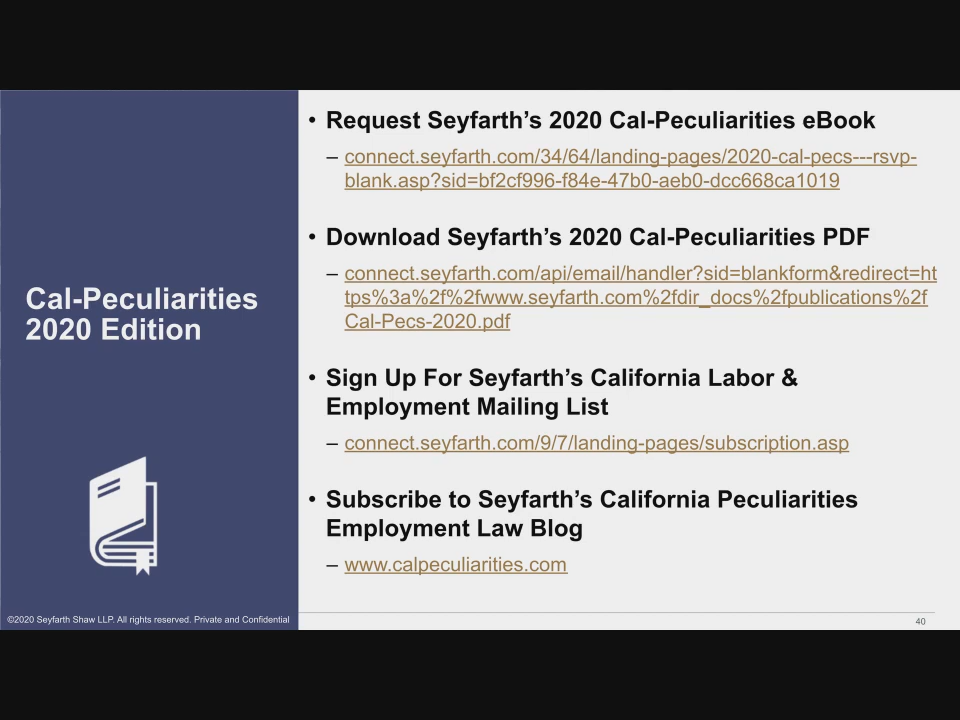 Cal-Peculiarities
2020 Edition
• Request Seyfarth’s 2020 Cal-Peculiarities eBook
– connect.seyfarth.com/34/64/landing-pages/2020-cal-pecs---rsvp-
blank.asp?sid=bf2cf996-f84e-47b0-aeb0-dcc668ca1019
• Download Seyfarth’s 2020 Cal-Peculiarities PDF
– connect.seyfarth.com/api/email/handler?sid=blankform&redirect=ht
tps%3a%2f%2fwww.seyfarth.com%2fdir_docs%2fpublications%2f
Cal-Pecs-2020.pdf
• Sign Up For Seyfarth’s California Labor &
Employment Mailing List
– connect.seyfarth.com/9/7/landing-pages/subscription.asp
• Subscribe to Seyfarth’s California Peculiarities
Employment Law Blog
– www.calpeculiarities.com
©2020 Seyfarth Shaw LLP. All rights reserved. Private and Confidential
40